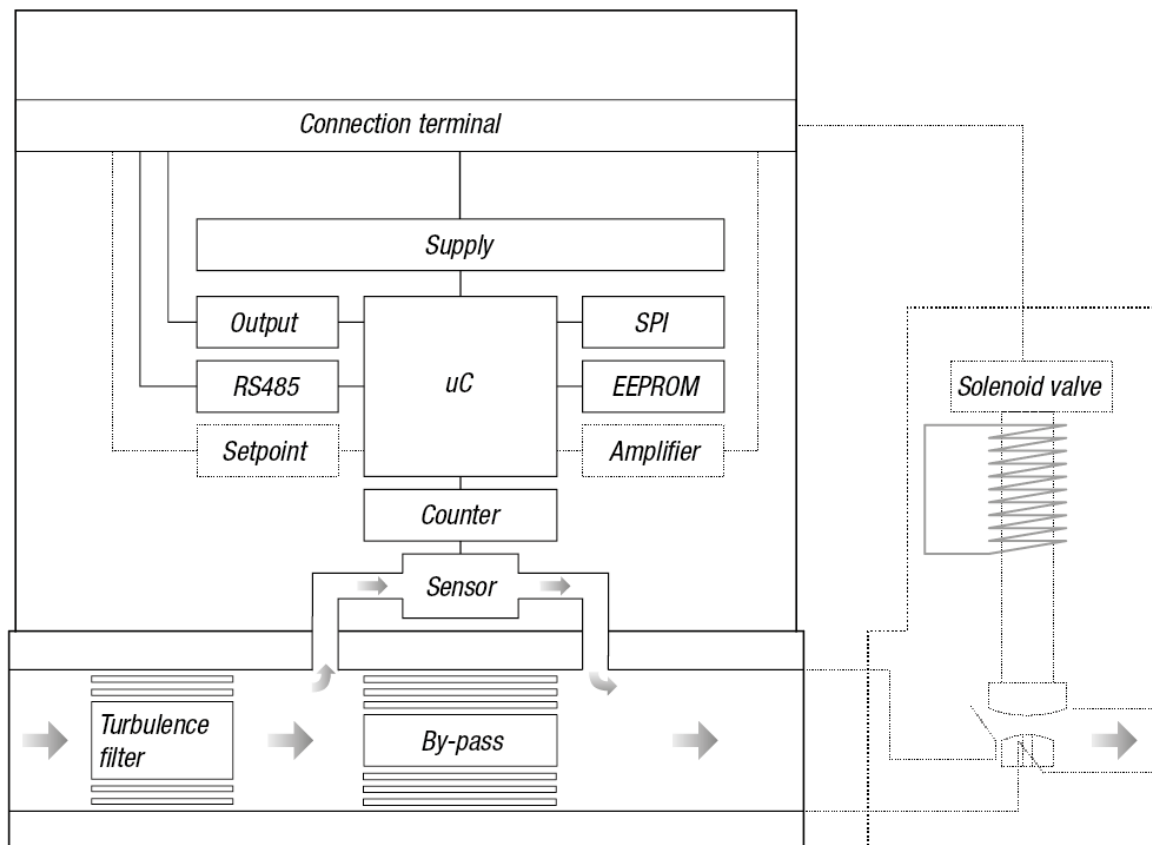 Connection terminal
Supply
Output
SPI
RS485
uC
EEPROM
Solenoid valve
Setpoint
Amplifier
Counter
Sensor
Turbulence
filter
By-pass